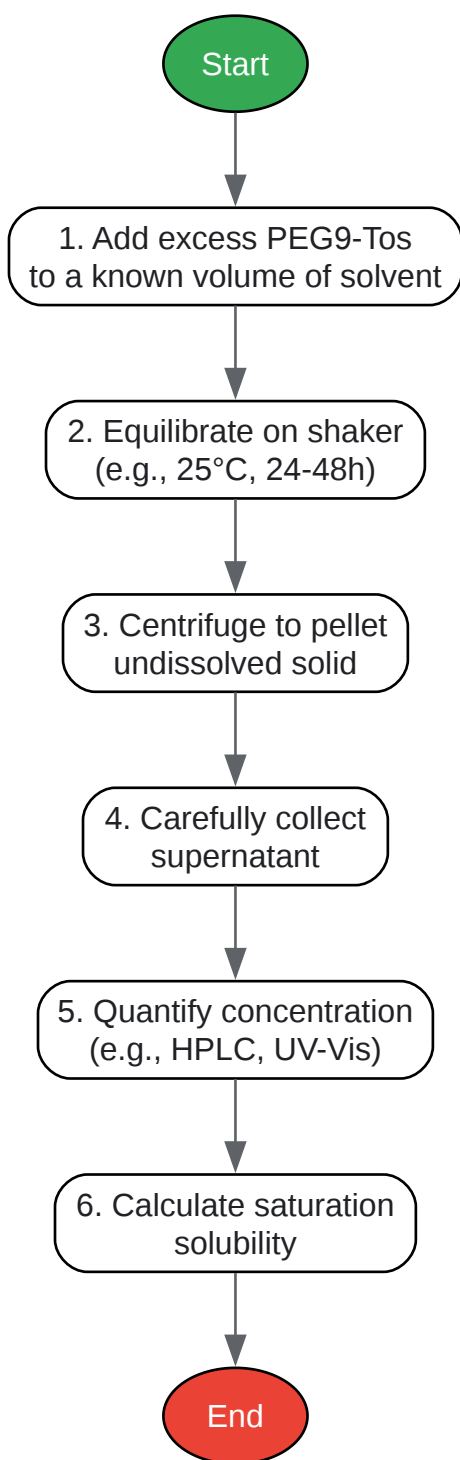 Start
1. Add excess PEG9-Tos
to a known volume of solvent
2. Equilibrate on shaker
(e.g., 25°C, 24-48h)
3. Centrifuge to pellet
undissolved solid
4. Carefully collect
supernatant
5. Quantify concentration
(e.g., HPLC, UV-Vis)
6. Calculate saturation
solubility
End